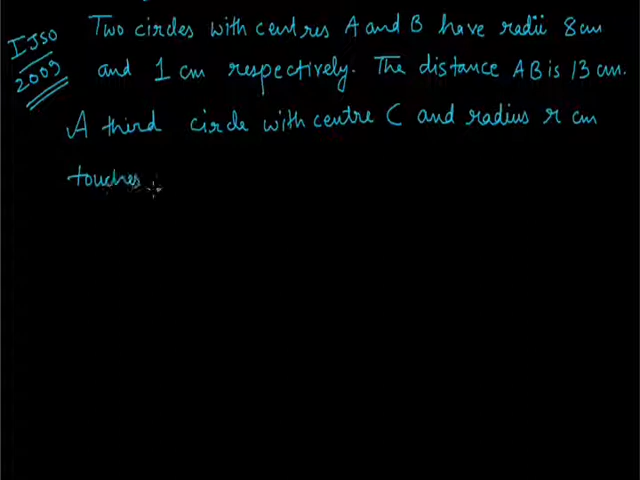 IJSO
2009
Two circles with centres A and B have radii 8 cm
and 1 cm respectively. The distance AB is 13 cm.
A third circle with centre C and radius r cm
touches